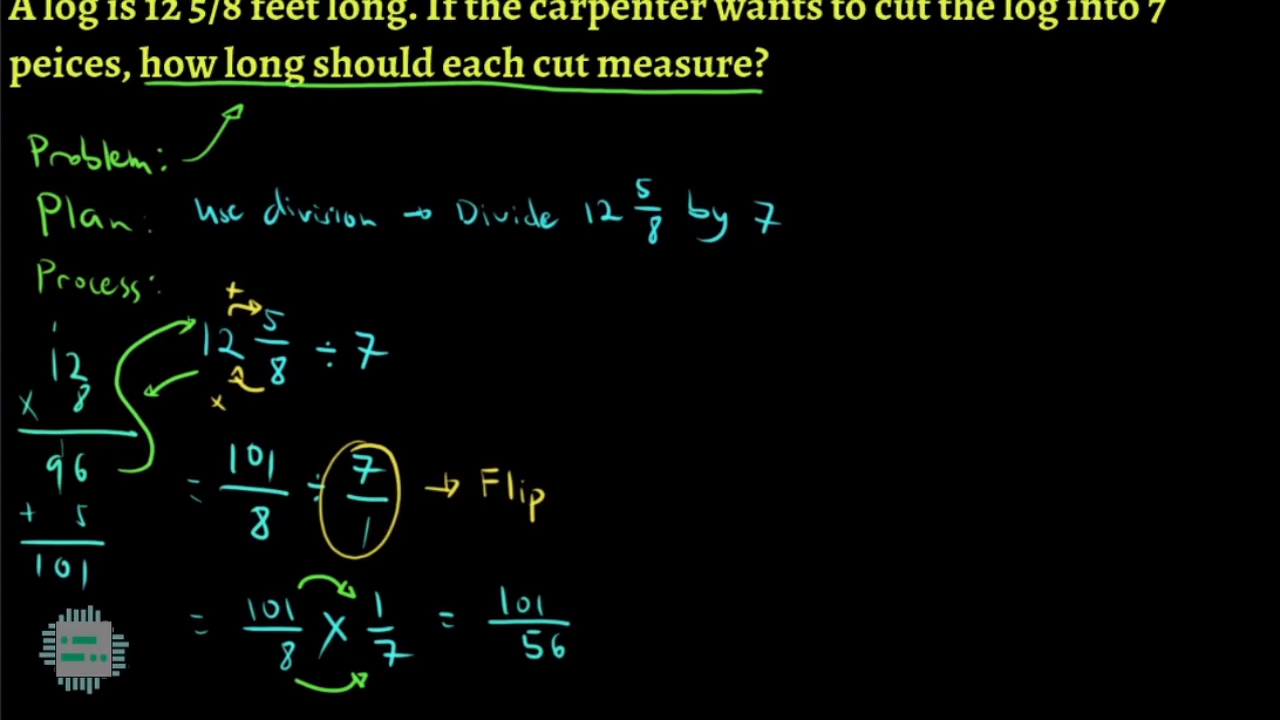 A log is 12 5/8 feet long. If the carpenter wants to cut the log into 7
peices, how long should each cut measure?
Problem:
Plan: use division → Divide 12 5/8 by 7
Process:
12 5/8 ÷ 7
+
x
12
x 8
96
+ 5
101
= 101/8 ÷ 7/1 → Flip
= 101/8 x 1/7 = 101/56